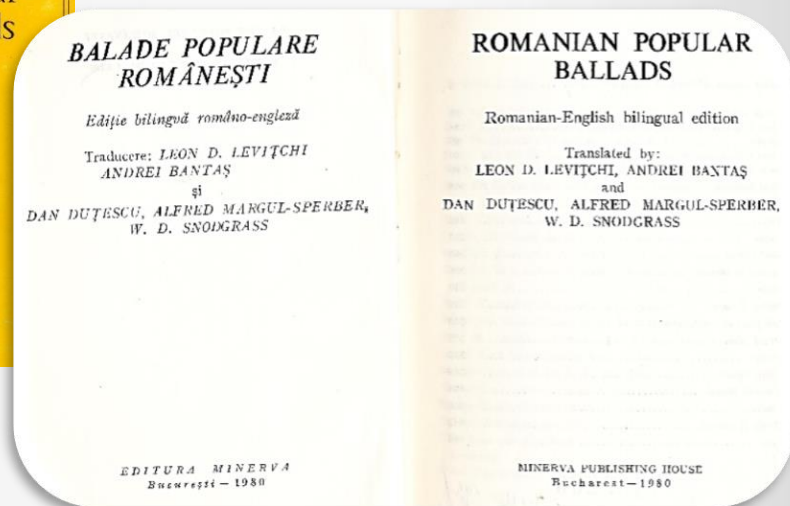 BALADE POPULARE
ROMÂNEȘTI
Ediție bilingvă româno-engleză
Traducere: LEON D. LEVIȚCHI
ANDREI BANTAȘ
și
DAN DUȚESCU, ALFRED MARGUL-SPERBER,
W. D. SNODGRASS
EDITURA MINERVA
București — 1980
ROMANIAN POPULAR
BALLADS
Romanian-English bilingual edition
Translated by:
LEON D. LEVIȚCHI, ANDREI BANTAȘ
and
DAN DUȚESCU, ALFRED MARGUL-SPERBER,
W. D. SNODGRASS
MINERVA PUBLISHING HOUSE
Bucharest—1980